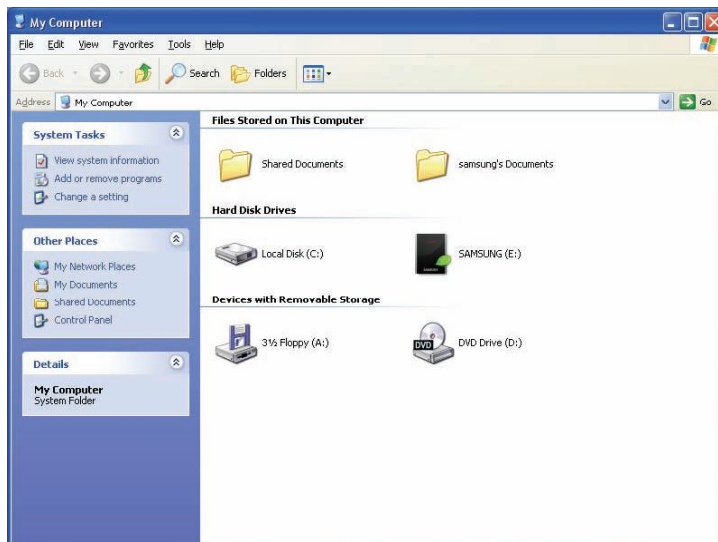 My Computer
File Edit View Favorites Tools Help
Back Search Folders
Address My Computer Go
System Tasks
View system information
Add or remove programs
Change a setting
Other Places
My Network Places
My Documents
Shared Documents
Control Panel
Details
My Computer
System Folder
Files Stored on This Computer
Shared Documents samsung's Documents
Hard Disk Drives
Local Disk (C:) SAMSUNG (E:)
Devices with Removable Storage
3½ Floppy (A:) DVD DVD Drive (D:)